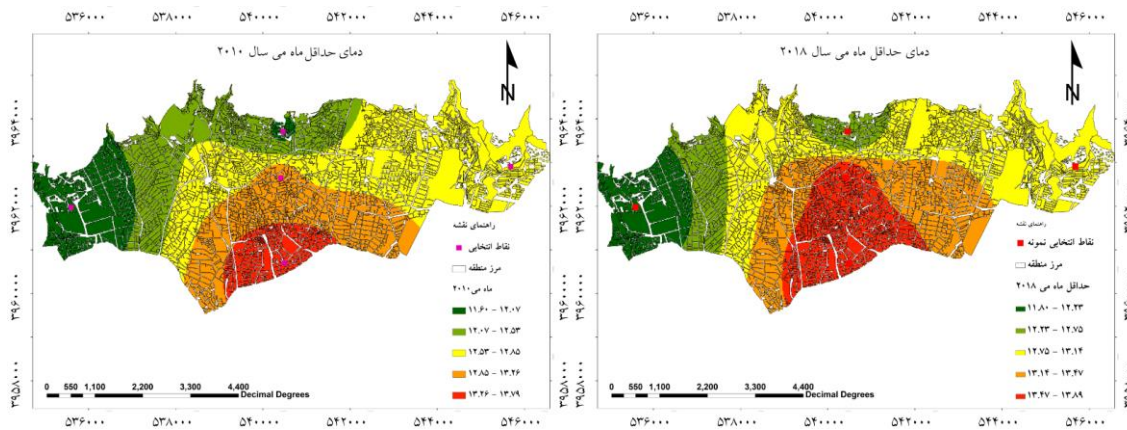 ۵۳۶۰۰۰ ۵۳۸۰۰۰ ۵۴۰۰۰۰ ۵۴۲۰۰۰ ۵۴۴۰۰۰ ۵۴۶۰۰۰
دمای حداقل ماه می سال ۲۰۱۰
N
۳۹۶۴۰۰۰
۳۹۶۲۰۰۰
۳۹۶۰۰۰۰
۳۹۵۸۰۰۰
راهنمای نقشه
نقاط انتخابی
مرز منطقه
ماه می۲۰۱۰
۱۱.۶۰ – ۱۲.۰۷
۱۲.۰۷ – ۱۲.۵۳
۱۲.۵۳ – ۱۲.۸۵
۱۲.۸۵ – ۱۳.۲۶
۱۳.۲۶ – ۱۳.۷۹
0 550 1,100 2,200 3,300 4,400
Decimal Degrees
۵۳۶۰۰۰ ۵۳۸۰۰۰ ۵۴۰۰۰۰ ۵۴۲۰۰۰ ۵۴۴۰۰۰ ۵۴۶۰۰۰
۵۳۶۰۰۰ ۵۳۸۰۰۰ ۵۴۰۰۰۰ ۵۴۲۰۰۰ ۵۴۴۰۰۰ ۵۴۶۰۰۰
دمای حداقل ماه می سال ۲۰۱۸
N
۳۹۶۴۰۰۰
۳۹۶۲۰۰۰
۳۹۶۰۰۰۰
۳۹۵۸۰۰۰
راهنمای نقشه
نقاط انتخابی نمونه
مرز منطقه
حداقل ماه می ۲۰۱۸
۱۱.۸۰ – ۱۲.۲۳
۱۲.۲۳ – ۱۲.۷۵
۱۲.۷۵ – ۱۳.۱۴
۱۳.۱۴ – ۱۳.۴۷
۱۳.۴۷ – ۱۳.۸۹
0 550 1,100 2,200 3,300 4,400
Decimal Degrees
۵۳۶۰۰۰ ۵۳۸۰۰۰ ۵۴۰۰۰۰ ۵۴۲۰۰۰ ۵۴۴۰۰۰ ۵۴۶۰۰۰